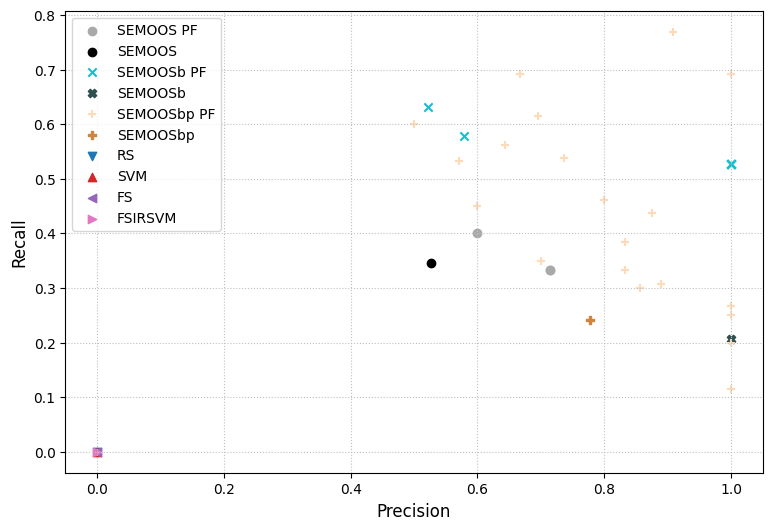 0.8
0.7
0.6
0.5
0.4
0.3
0.2
0.1
0.0
Recall
SEMOOS PF
SEMOOS
SEMOOSb PF
SEMOOSb
SEMOOSbp PF
SEMOOSbp
RS
SVM
FS
FSIRSVM
0.0 0.2 0.4 0.6 0.8 1.0
Precision